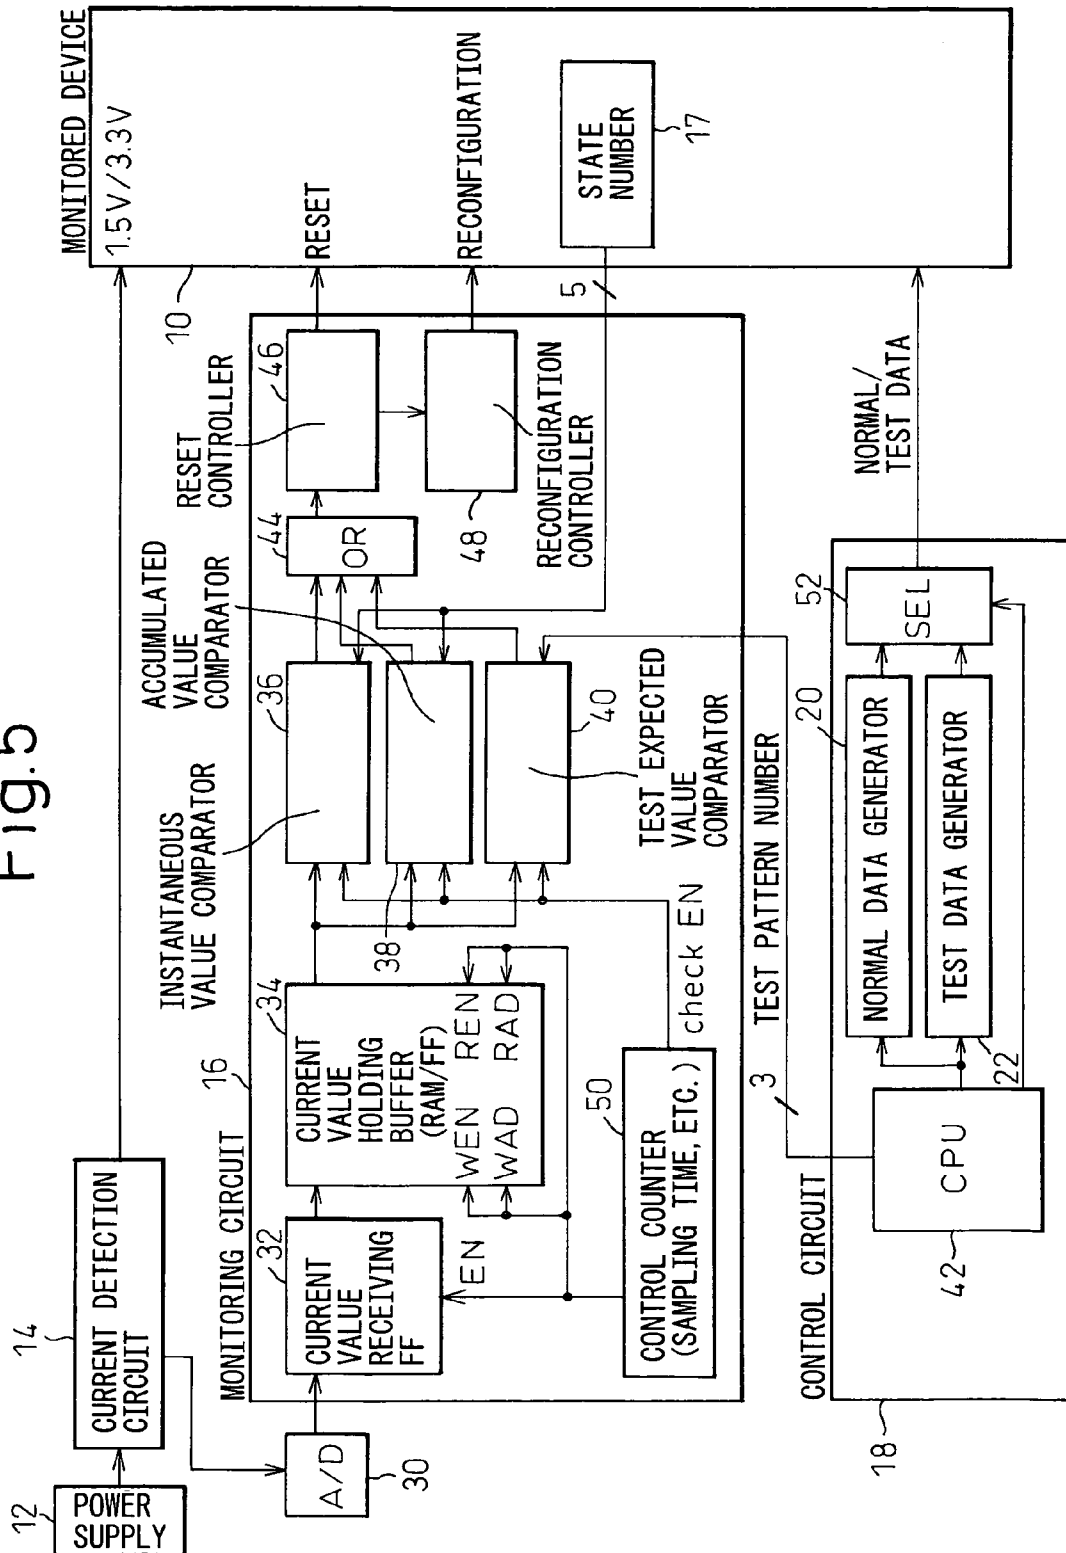 Fig.5
12
POWER
SUPPLY
14
CURRENT DETECTION
CIRCUIT
MONITORED DEVICE
1.5V/3.3V
10
RESET
RECONFIGURATION
STATE
NUMBER
17
5
A/D
30
MONITORING CIRCUIT
16
32
CURRENT
VALUE
RECEIVING
FF
EN
34
CURRENT
VALUE
HOLDING
BUFFER
(RAM/FF)
WEN REN
WAD RAD
INSTANTANEOUS
VALUE COMPARATOR
36
ACCUMULATED
VALUE
COMPARATOR
38
40
TEST EXPECTED
VALUE
COMPARATOR
44
OR
RESET
CONTROLLER
46
48
RECONFIGURATION
CONTROLLER
50
CONTROL COUNTER
(SAMPLING TIME, ETC.)
check EN
3
TEST PATTERN NUMBER
CONTROL CIRCUIT
18
CPU
42
20
NORMAL DATA GENERATOR
TEST DATA GENERATOR
22
52
SEL
NORMAL/
TEST DATA